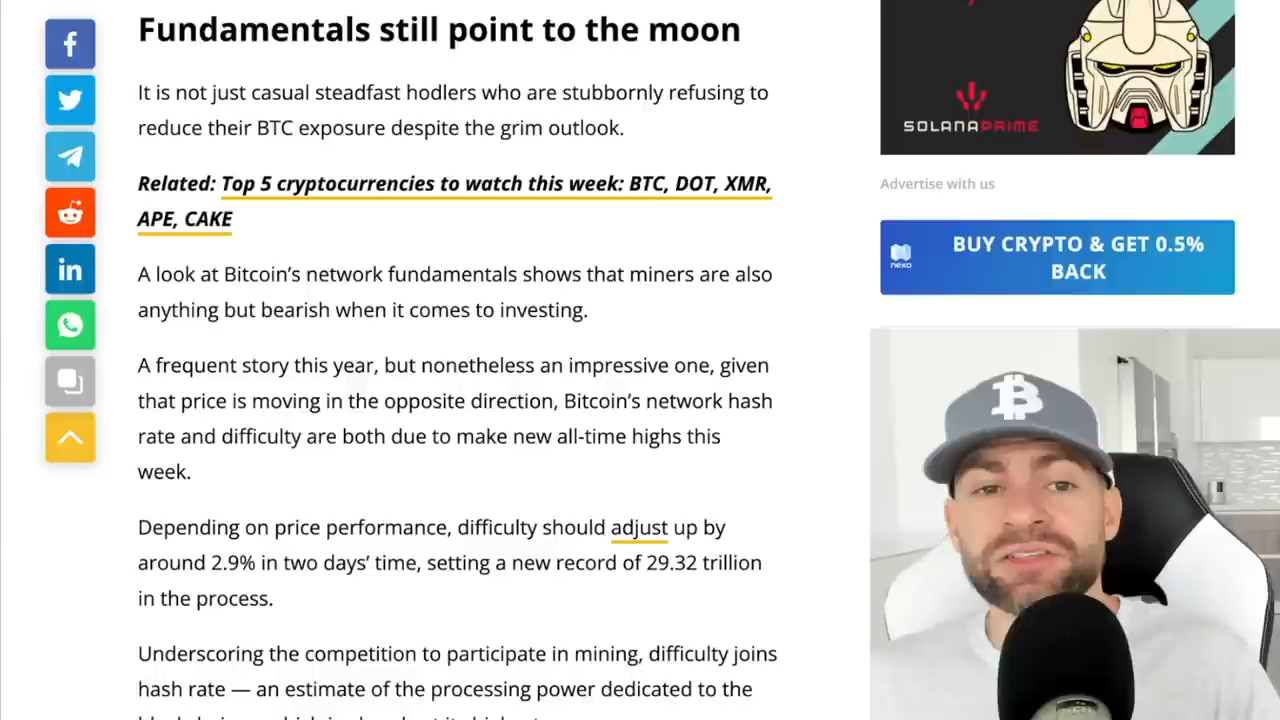 Fundamentals still point to the moon
It is not just casual steadfast hodlers who are stubbornly refusing to
reduce their BTC exposure despite the grim outlook.
Related: Top 5 cryptocurrencies to watch this week: BTC, DOT, XMR,
APE, CAKE
A look at Bitcoin’s network fundamentals shows that miners are also
anything but bearish when it comes to investing.
A frequent story this year, but nonetheless an impressive one, given
that price is moving in the opposite direction, Bitcoin’s network hash
rate and difficulty are both due to make new all-time highs this
week.
Depending on price performance, difficulty should adjust up by
around 2.9% in two days’ time, setting a new record of 29.32 trillion
in the process.
Underscoring the competition to participate in mining, difficulty joins
hash rate — an estimate of the processing power dedicated to the
SOLANAPRIME
Advertise with us
nexo
BUY CRYPTO & GET 0.5%
BACK